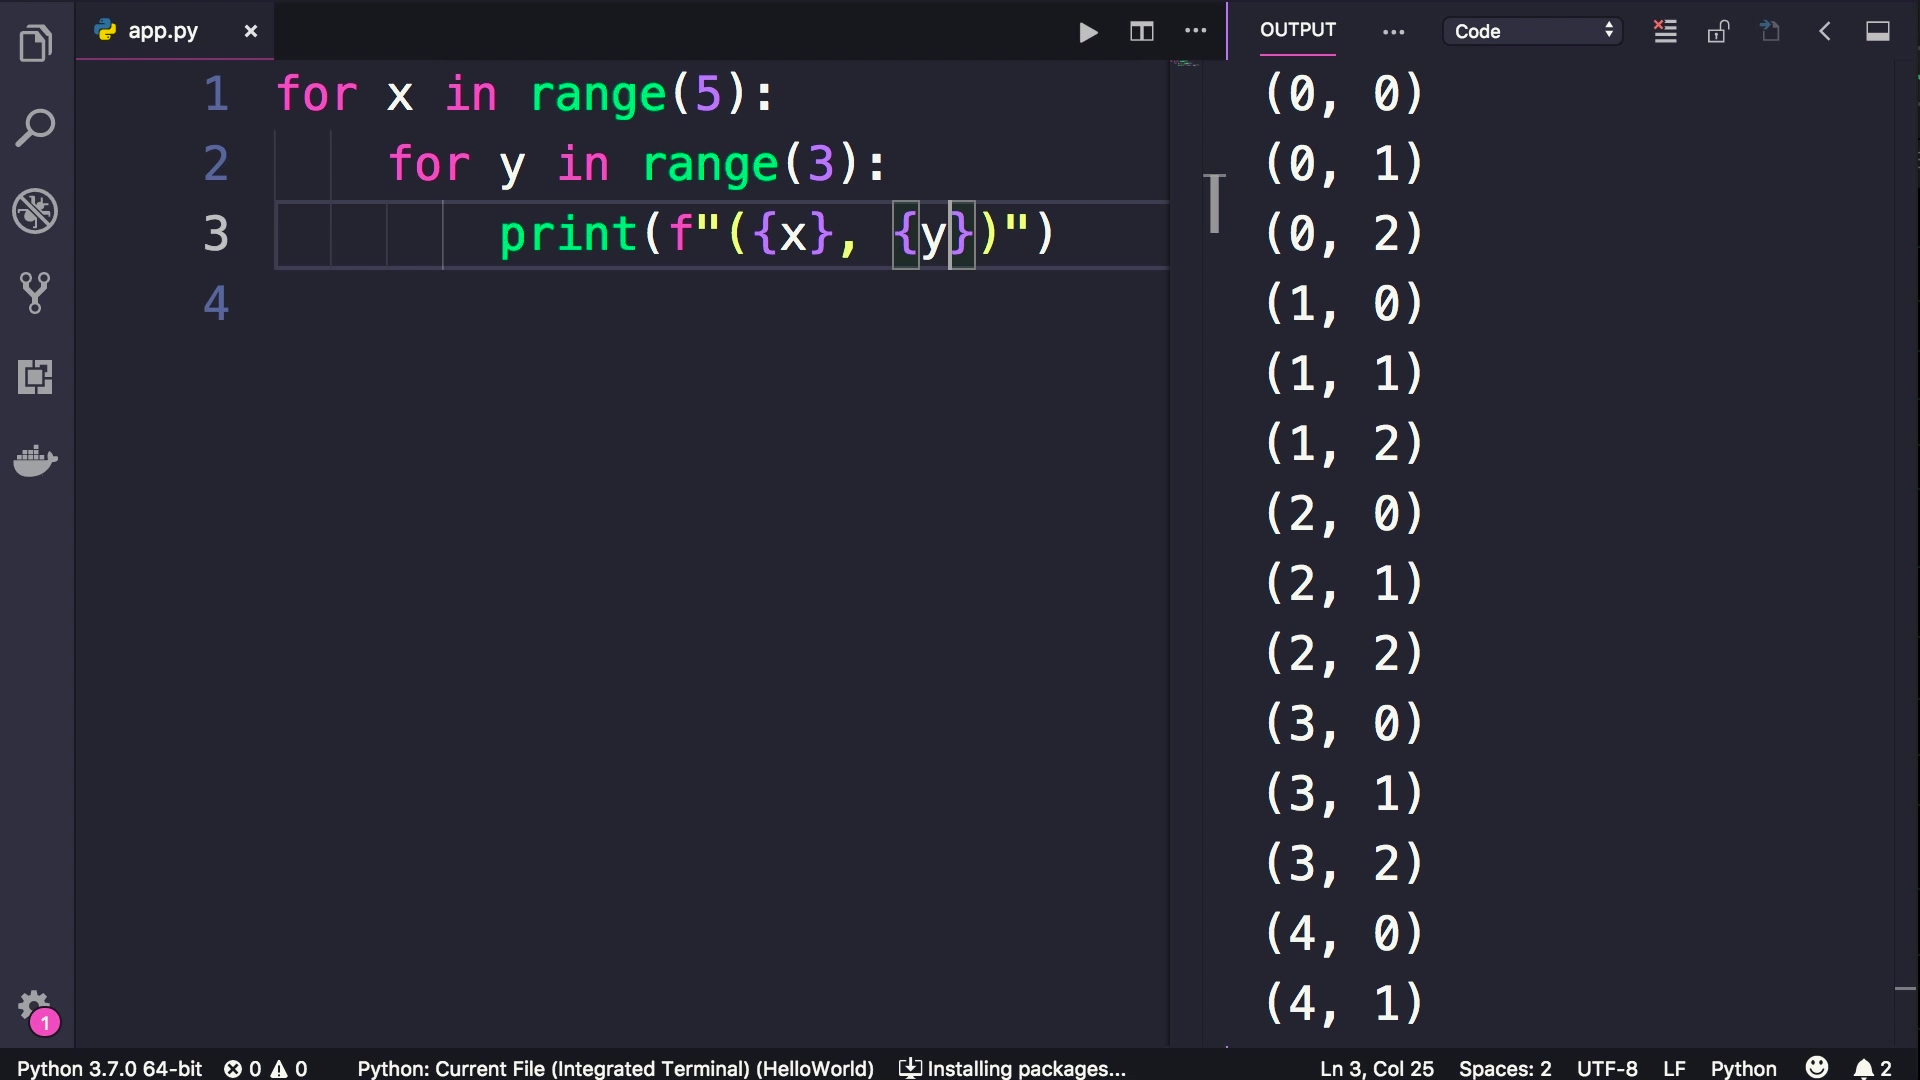 app.py
OUTPUT
Code
1 for x in range(5):
2     for y in range(3):
3         print(f"({x}, {y})")
4
(0, 0)
(0, 1)
(0, 2)
(1, 0)
(1, 1)
(1, 2)
(2, 0)
(2, 1)
(2, 2)
(3, 0)
(3, 1)
(3, 2)
(4, 0)
(4, 1)
1
Python 3.7.0 64-bit 0 0 Python: Current File (Integrated Terminal) (HelloWorld) Installing packages... Ln 3, Col 25 Spaces: 2 UTF-8 LF Python 2